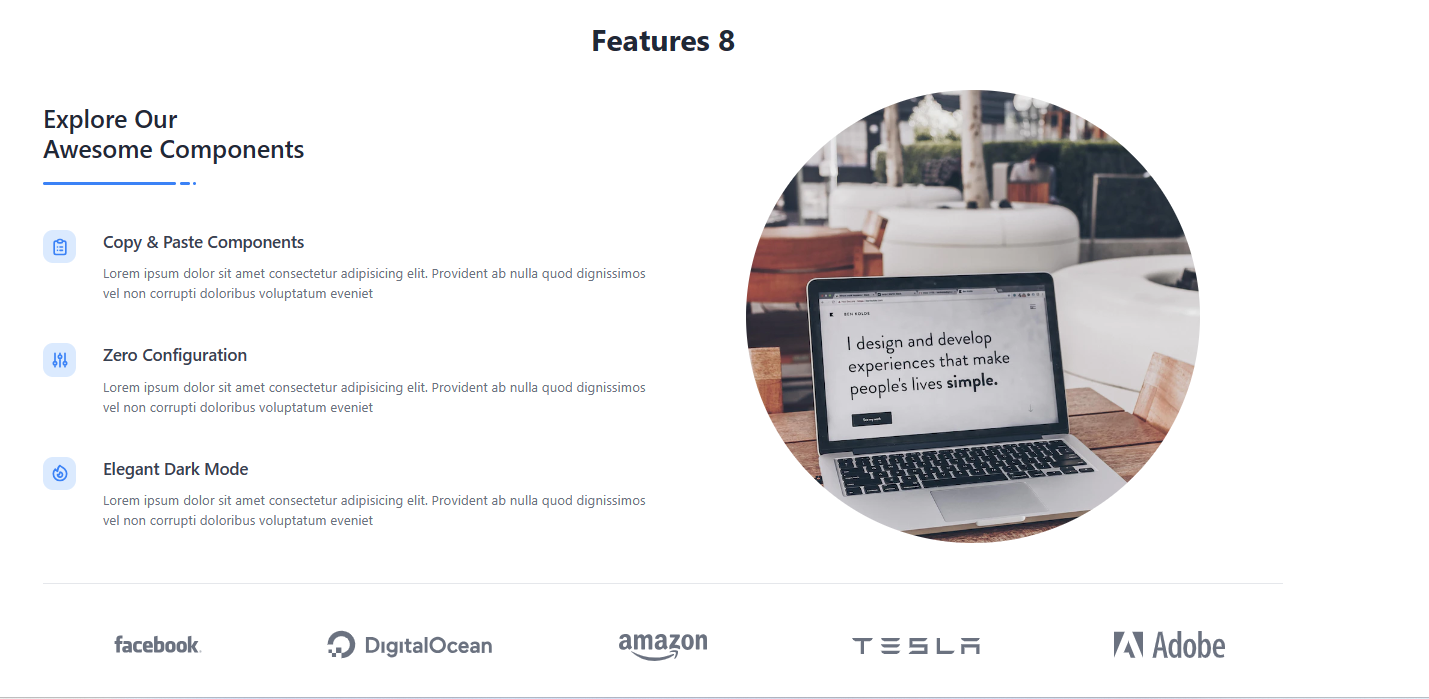 Features 8
Explore Our
Awesome Components
Copy & Paste Components
Lorem ipsum dolor sit amet consectetur adipisicing elit. Provident ab nulla quod dignissimos
vel non corrupti doloribus voluptatum eveniet
Zero Configuration
Lorem ipsum dolor sit amet consectetur adipisicing elit. Provident ab nulla quod dignissimos
vel non corrupti doloribus voluptatum eveniet
Elegant Dark Mode
Lorem ipsum dolor sit amet consectetur adipisicing elit. Provident ab nulla quod dignissimos
vel non corrupti doloribus voluptatum eveniet
I design and develop
experiences that make
people's lives simple.
facebook.
DigitalOcean
amazon
TESLA
Adobe